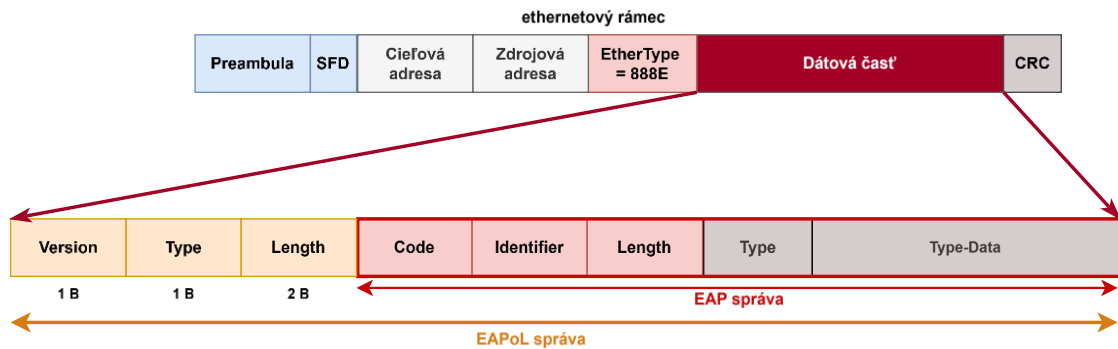 ethernetový rámec
Preambula SFD Cieľová adresa Zdrojová adresa EtherType = 888E Dátová časť CRC
Version Type Length Code Identifier Length Type Type-Data
1 B 1 B 2 B
EAP správa
EAPoL správa